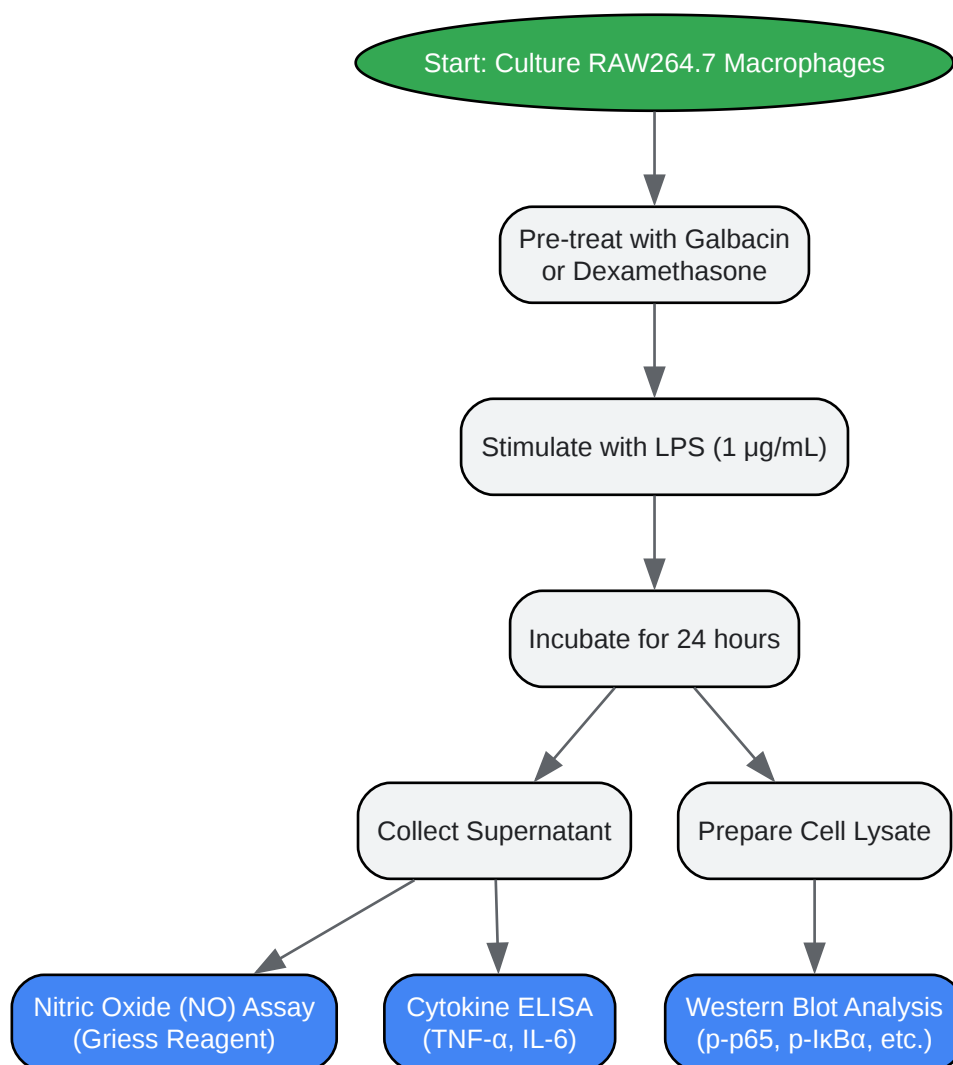 Start: Culture RAW264.7 Macrophages
Pre-treat with Galbacin
or Dexamethasone
Stimulate with LPS (1 μg/mL)
Incubate for 24 hours
Collect Supernatant
Prepare Cell Lysate
Nitric Oxide (NO) Assay
(Griess Reagent)
Cytokine ELISA
(TNF-α, IL-6)
Western Blot Analysis
(p-p65, p-IκBα, etc.)